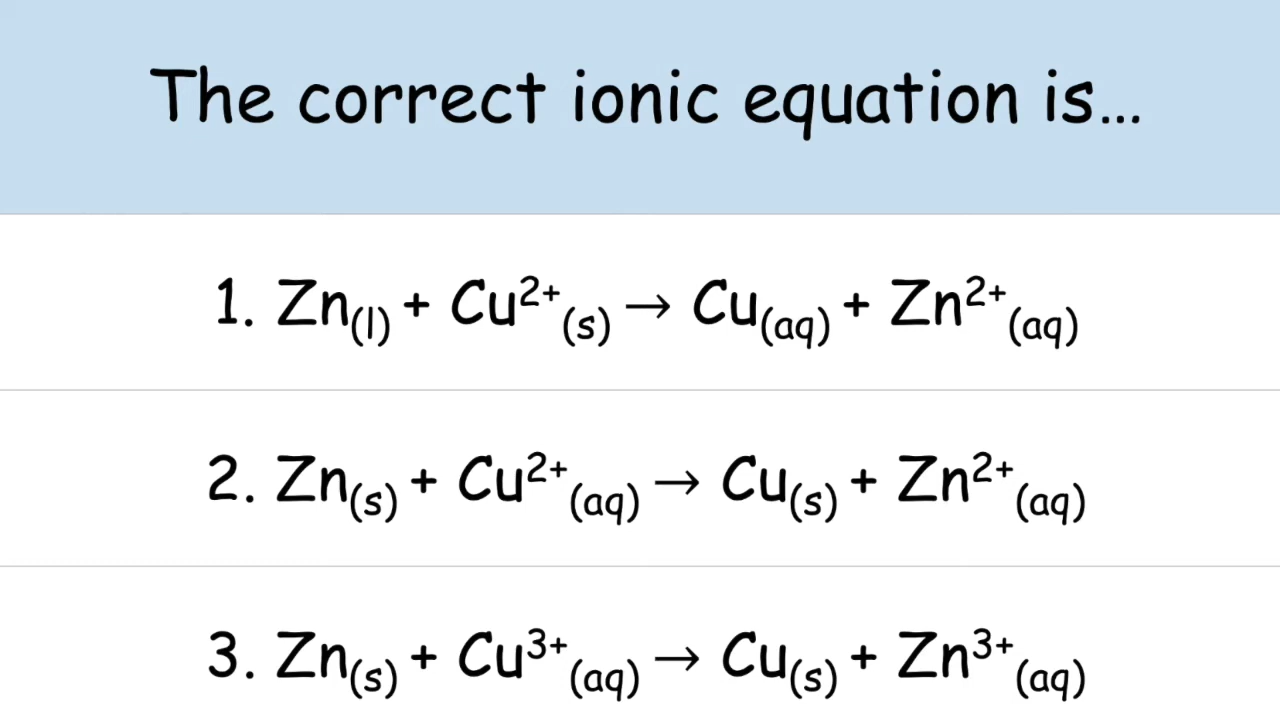 The correct ionic equation is...
1. Zn(l) + Cu²⁺(s) → Cu(aq) + Zn²⁺(aq)
2. Zn(s) + Cu²⁺(aq) → Cu(s) + Zn²⁺(aq)
3. Zn(s) + Cu³⁺(aq) → Cu(s) + Zn³⁺(aq)